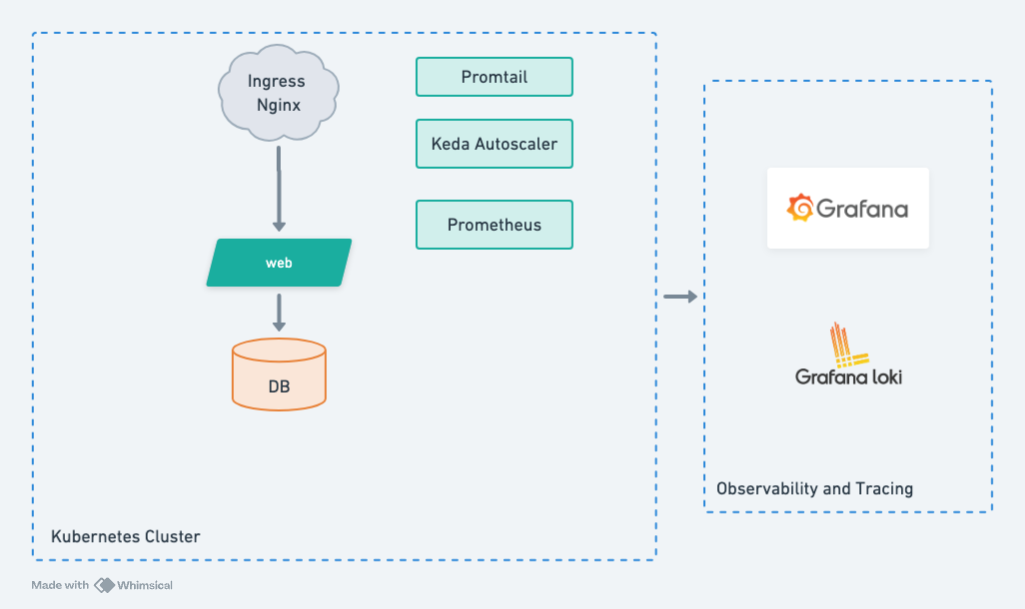 Ingress
Nginx
web
DB
Promtail
Keda Autoscaler
Prometheus
Kubernetes Cluster
Grafana
Grafana loki
Observability and Tracing
Made with Whimsical